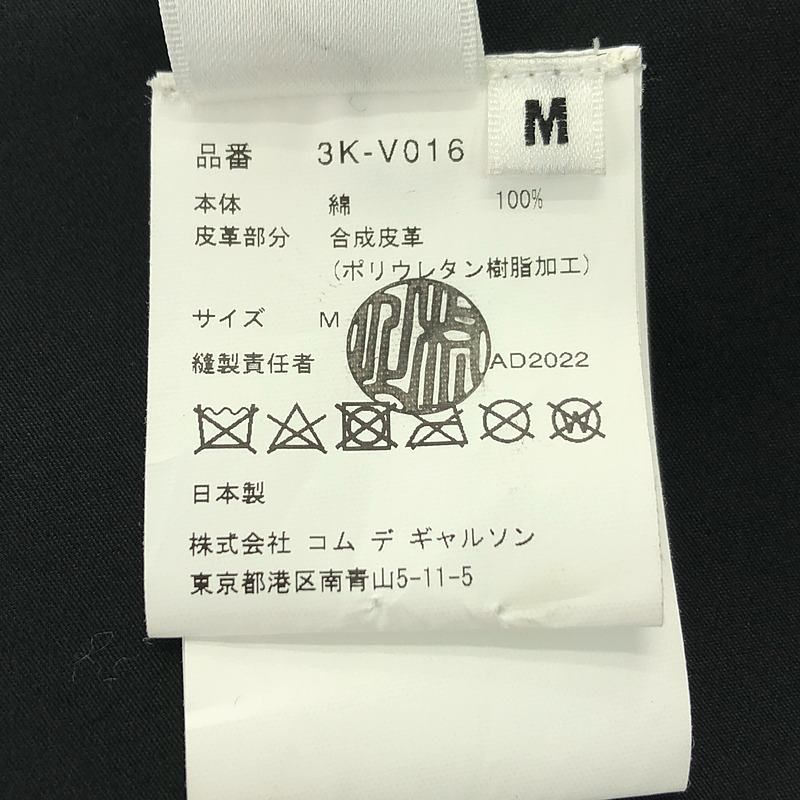 M
品番 3K-V016
本体 綿 100%
皮革部分 合成皮革
(ポリウレタン樹脂加工)
サイズ M
縫製責任者 AD2022
W
日本製
株式会社 コム デ ギャルソン
東京都港区南青山5-11-5